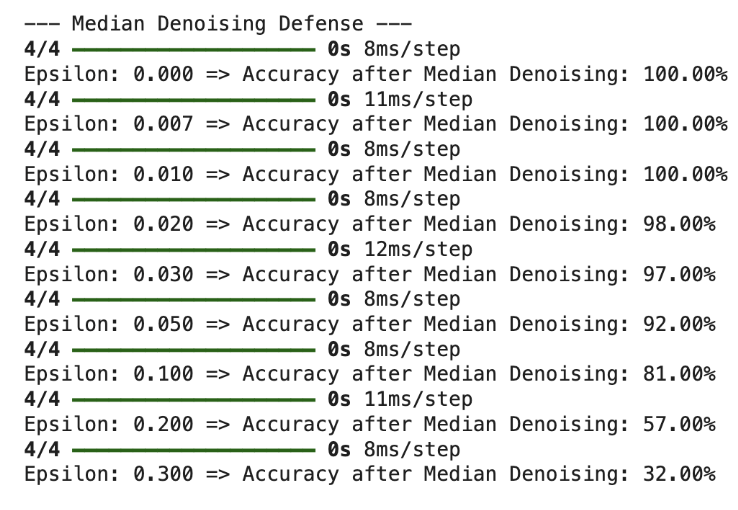 --- Median Denoising Defense ---
4/4 ━━━━━━━━━━━━━━━━━━━━ 0s 8ms/step
Epsilon: 0.000 => Accuracy after Median Denoising: 100.00%
4/4 ━━━━━━━━━━━━━━━━━━━━ 0s 11ms/step
Epsilon: 0.007 => Accuracy after Median Denoising: 100.00%
4/4 ━━━━━━━━━━━━━━━━━━━━ 0s 8ms/step
Epsilon: 0.010 => Accuracy after Median Denoising: 100.00%
4/4 ━━━━━━━━━━━━━━━━━━━━ 0s 8ms/step
Epsilon: 0.020 => Accuracy after Median Denoising: 98.00%
4/4 ━━━━━━━━━━━━━━━━━━━━ 0s 12ms/step
Epsilon: 0.030 => Accuracy after Median Denoising: 97.00%
4/4 ━━━━━━━━━━━━━━━━━━━━ 0s 8ms/step
Epsilon: 0.050 => Accuracy after Median Denoising: 92.00%
4/4 ━━━━━━━━━━━━━━━━━━━━ 0s 8ms/step
Epsilon: 0.100 => Accuracy after Median Denoising: 81.00%
4/4 ━━━━━━━━━━━━━━━━━━━━ 0s 11ms/step
Epsilon: 0.200 => Accuracy after Median Denoising: 57.00%
4/4 ━━━━━━━━━━━━━━━━━━━━ 0s 8ms/step
Epsilon: 0.300 => Accuracy after Median Denoising: 32.00%